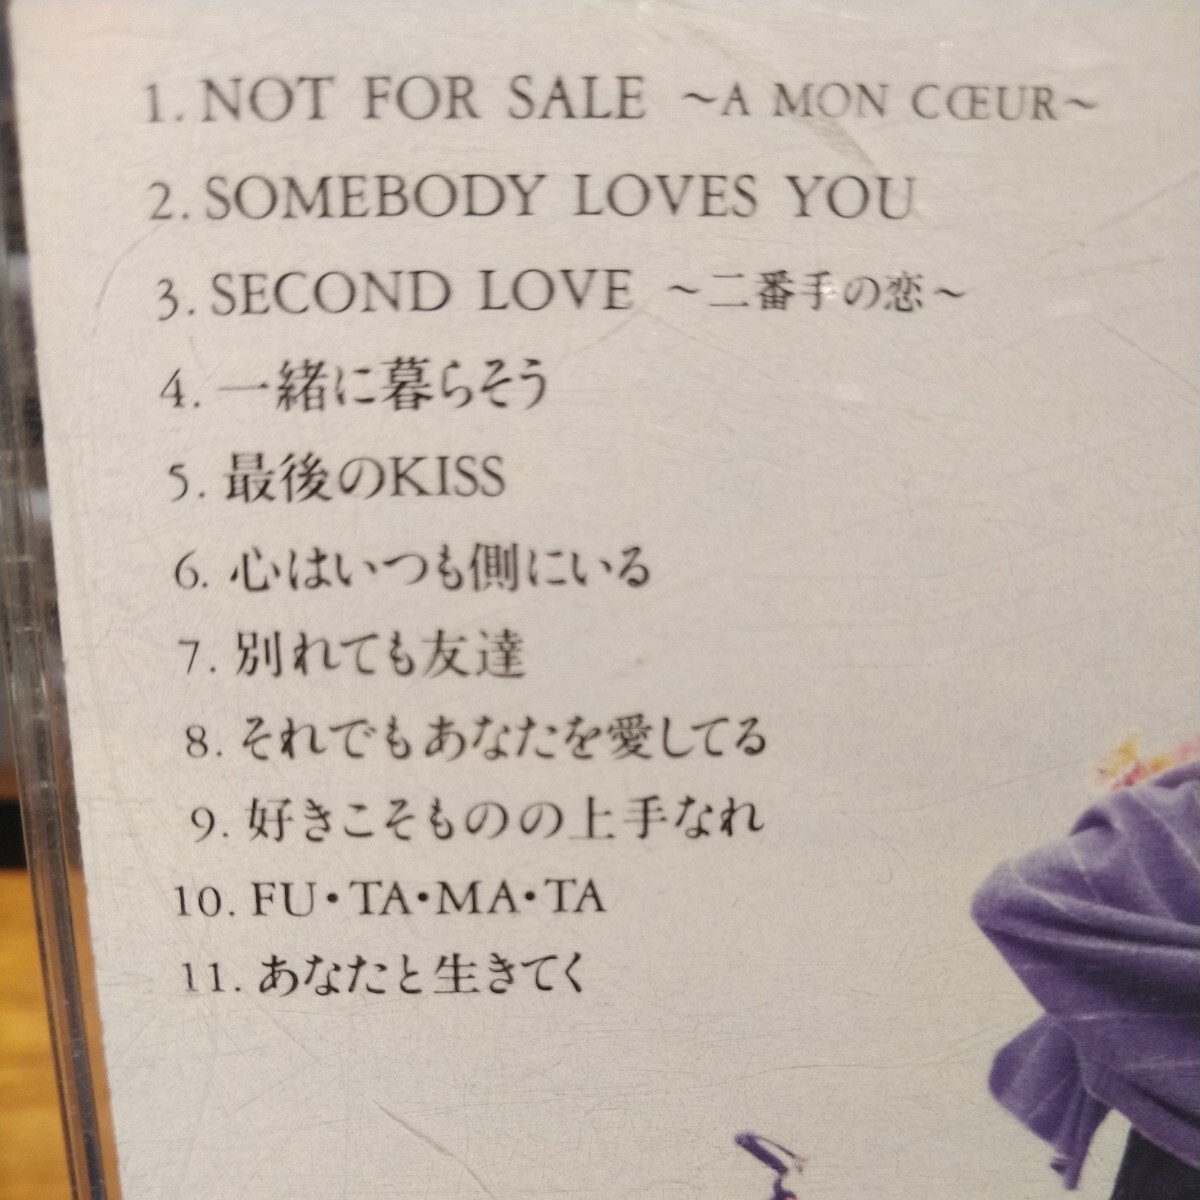 1. NOT FOR SALE ～A MON CŒUR～
2. SOMEBODY LOVES YOU
3. SECOND LOVE ～二番手の恋～
4. 一緒に暮らそう
5. 最後のKISS
6. 心はいつも側にいる
7. 別れても友達
8. それでもあなたを愛してる
9. 好きこそものの上手なれ
10. FU・TA・MA・TA
11. あなたと生きてく